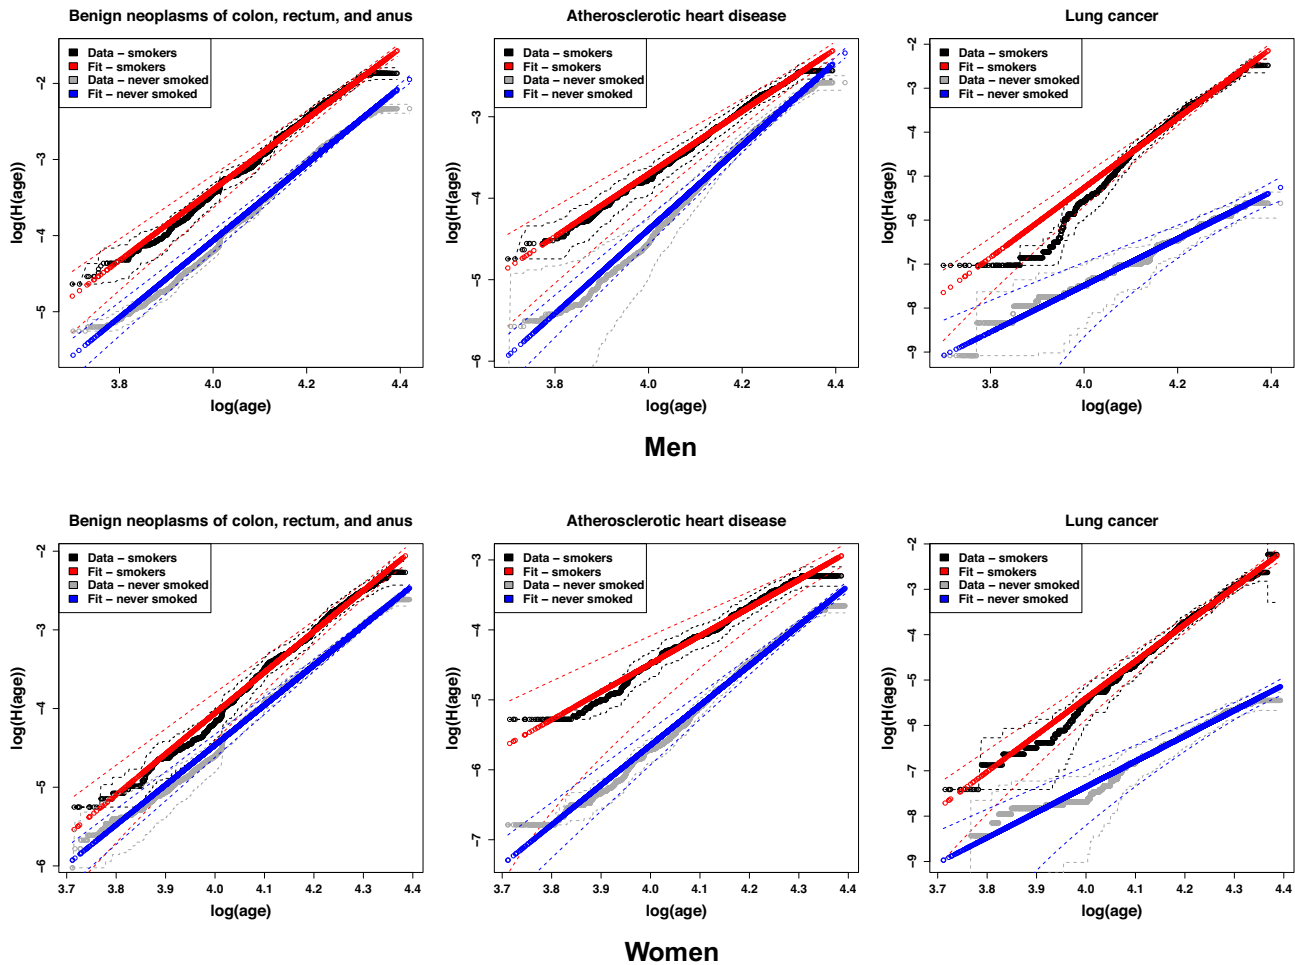 Benign neoplasms of colon, rectum, and anus
Data − smokers
Fit − smokers
Data − never smoked
Fit − never smoked
log(H(age))
-2
-3
-4
-5
3.8 4.0 4.2 4.4
log(age)
Atherosclerotic heart disease
Data − smokers
Fit − smokers
Data − never smoked
Fit − never smoked
log(H(age))
-3
-4
-5
-6
3.8 4.0 4.2 4.4
log(age)
Lung cancer
Data − smokers
Fit − smokers
Data − never smoked
Fit − never smoked
log(H(age))
-2
-3
-4
-5
-6
-7
-8
-9
3.8 4.0 4.2 4.4
log(age)
Men
Benign neoplasms of colon, rectum, and anus
Data − smokers
Fit − smokers
Data − never smoked
Fit − never smoked
log(H(age))
-2
-3
-4
-5
-6
3.7 3.8 3.9 4.0 4.1 4.2 4.3 4.4
log(age)
Atherosclerotic heart disease
Data − smokers
Fit − smokers
Data − never smoked
Fit − never smoked
log(H(age))
-3
-4
-5
-6
-7
3.7 3.8 3.9 4.0 4.1 4.2 4.3 4.4
log(age)
Lung cancer
Data − smokers
Fit − smokers
Data − never smoked
Fit − never smoked
log(H(age))
-2
-3
-4
-5
-6
-7
-8
-9
3.7 3.8 3.9 4.0 4.1 4.2 4.3 4.4
log(age)
Women